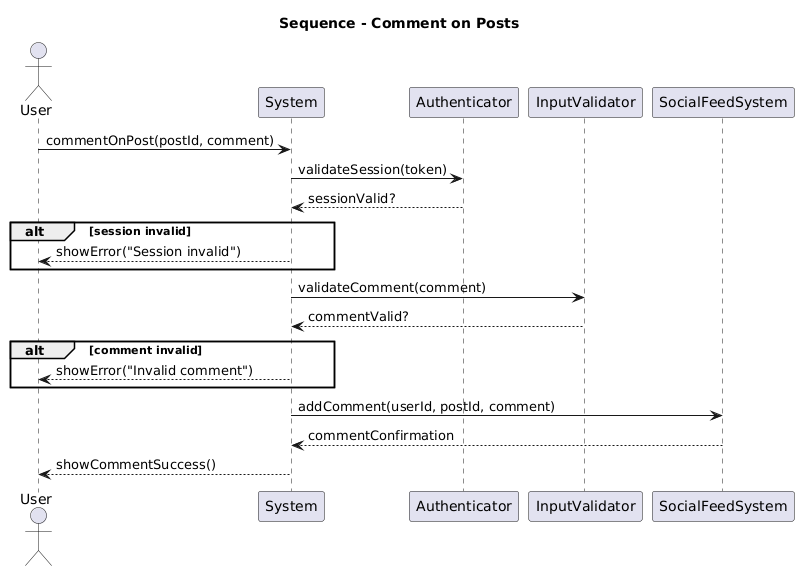 Sequence - Comment on Posts
User
System
Authenticator
InputValidator
SocialFeedSystem
commentOnPost(postId, comment)
validateSession(token)
sessionValid?
alt [session invalid]
showError("Session invalid")
validateComment(comment)
commentValid?
alt [comment invalid]
showError("Invalid comment")
addComment(userId, postId, comment)
commentConfirmation
showCommentSuccess()
User
System
Authenticator
InputValidator
SocialFeedSystem